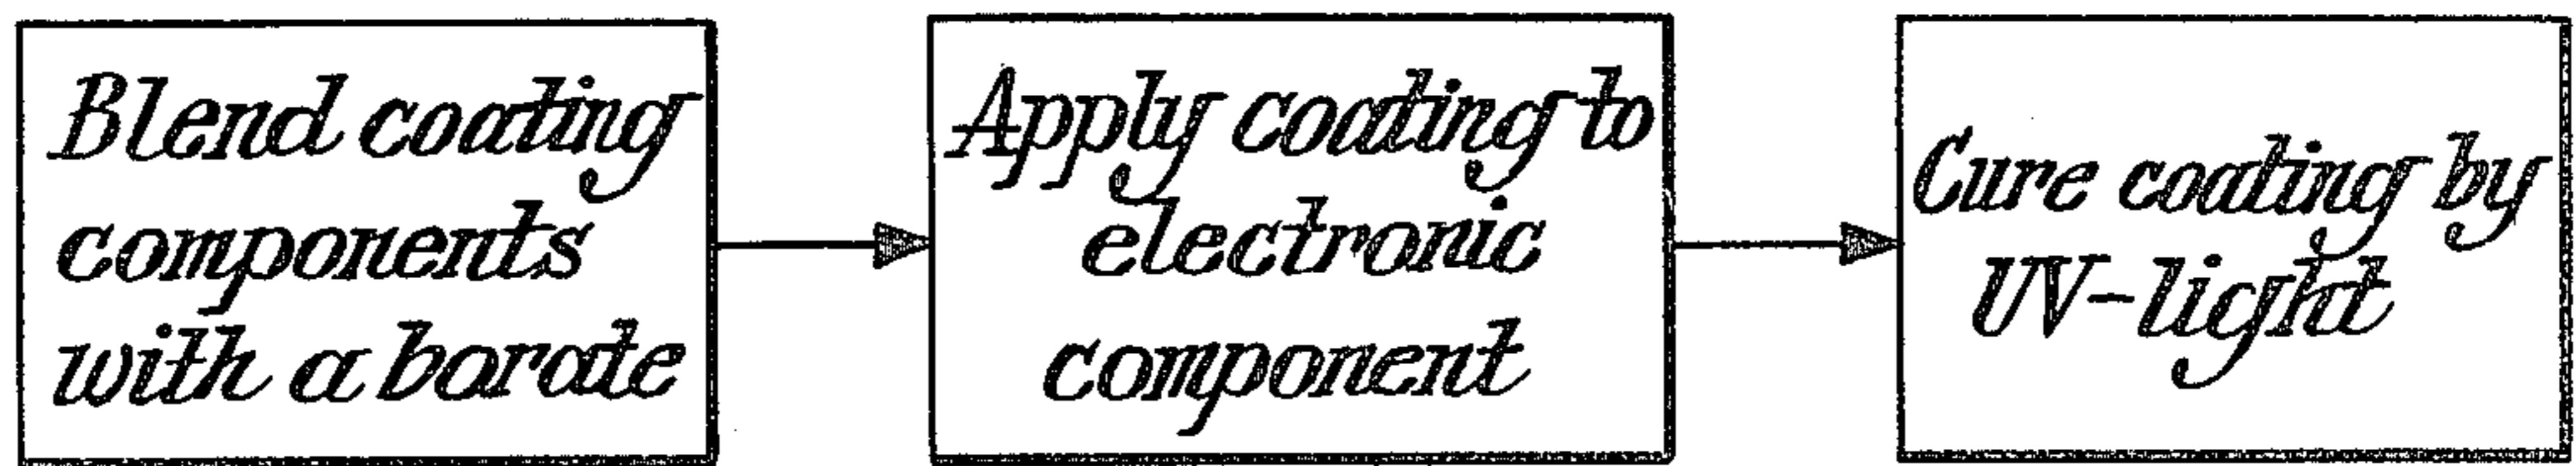 Blend coating
components
with a borate
Apply coating to
electronic
component
Cure coating by
UV-light